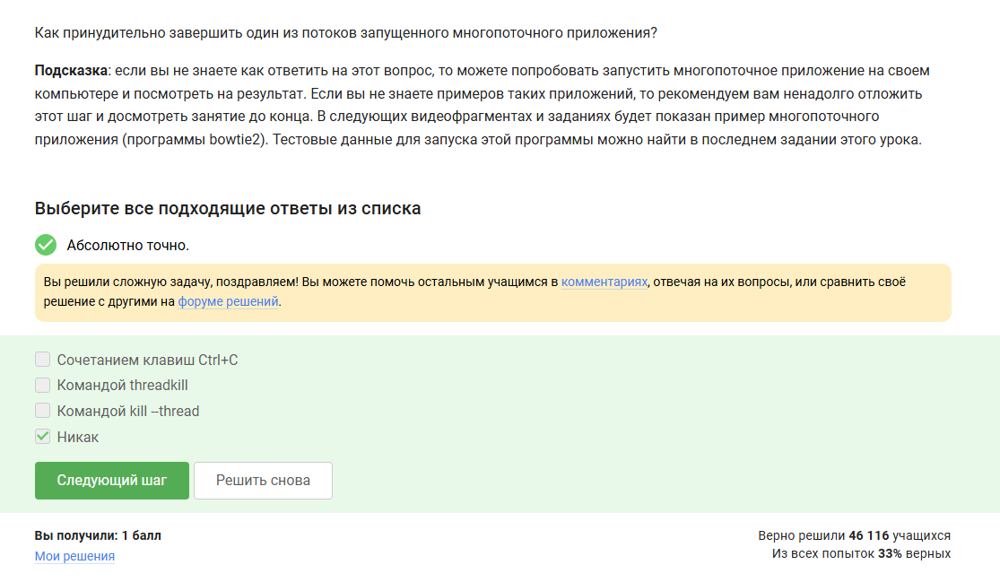 Как принудительно завершить один из потоков запущенного многопоточного приложения?
Подсказка: если вы не знаете как ответить на этот вопрос, то можете попробовать запустить многопоточное приложение на своем
компьютере и посмотреть на результат. Если вы не знаете примеров таких приложений, то рекомендуем вам ненадолго отложить
этот шаг и досмотреть занятие до конца. В следующих видеофрагментах и заданиях будет показан пример многопоточного
приложения (программы bowtie2). Тестовые данные для запуска этой программы можно найти в последнем задании этого урока.
Выберите все подходящие ответы из списка
Абсолютно точно.
Вы решили сложную задачу, поздравляем! Вы можете помочь остальным учащимся в комментариях, отвечая на их вопросы, или сравнить своё
решение с другими на форуме решений.
Сочетанием клавиш Ctrl+C
Командой threadkill
Командой kill --thread
Никак
Следующий шаг Решить снова
Вы получили: 1 балл Верно решили 46 116 учащихся
Мои решения Из всех попыток 33% верных